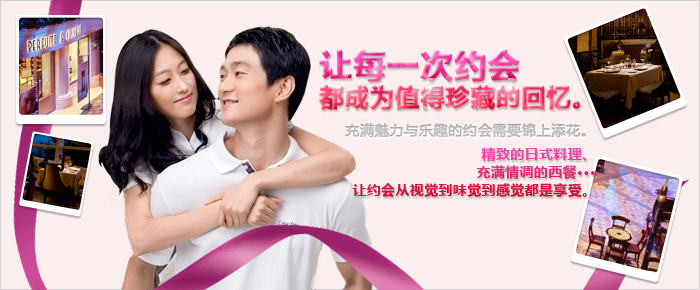 PERFUME &
让每一次约会
都成为值得珍藏的回忆。
充满魅力与乐趣的约会需要锦上添花。
精致的日式料理、
充满情调的西餐•••
让约会从视觉到味觉到感觉都是享受。